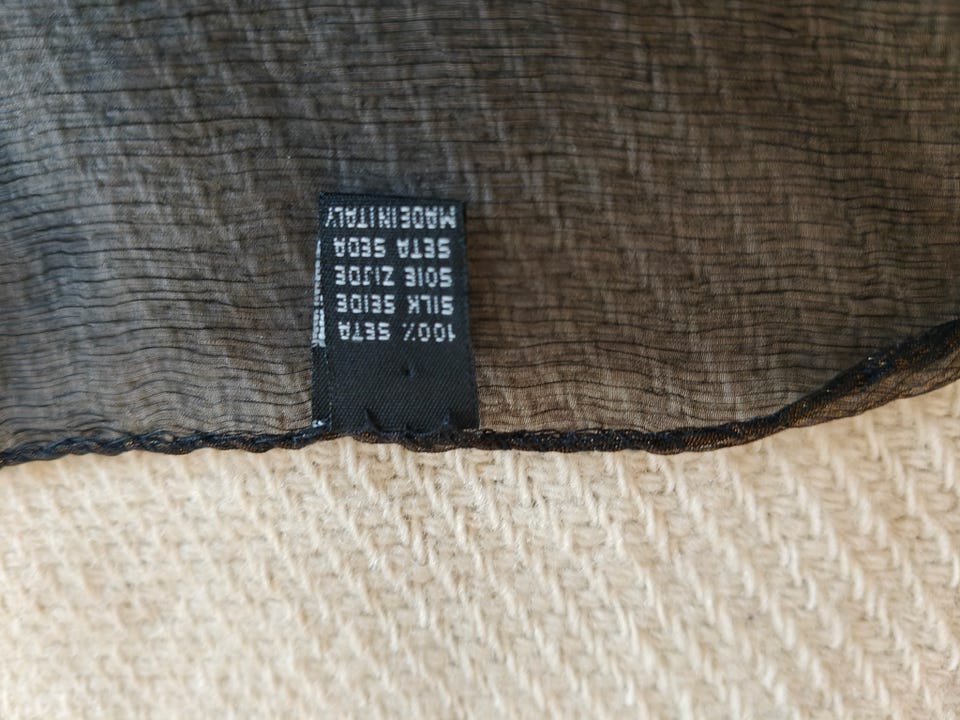 100% SETA
SILK SEIDE
SOIE ZIJDE
SETA SEDA
MADE IN ITALY